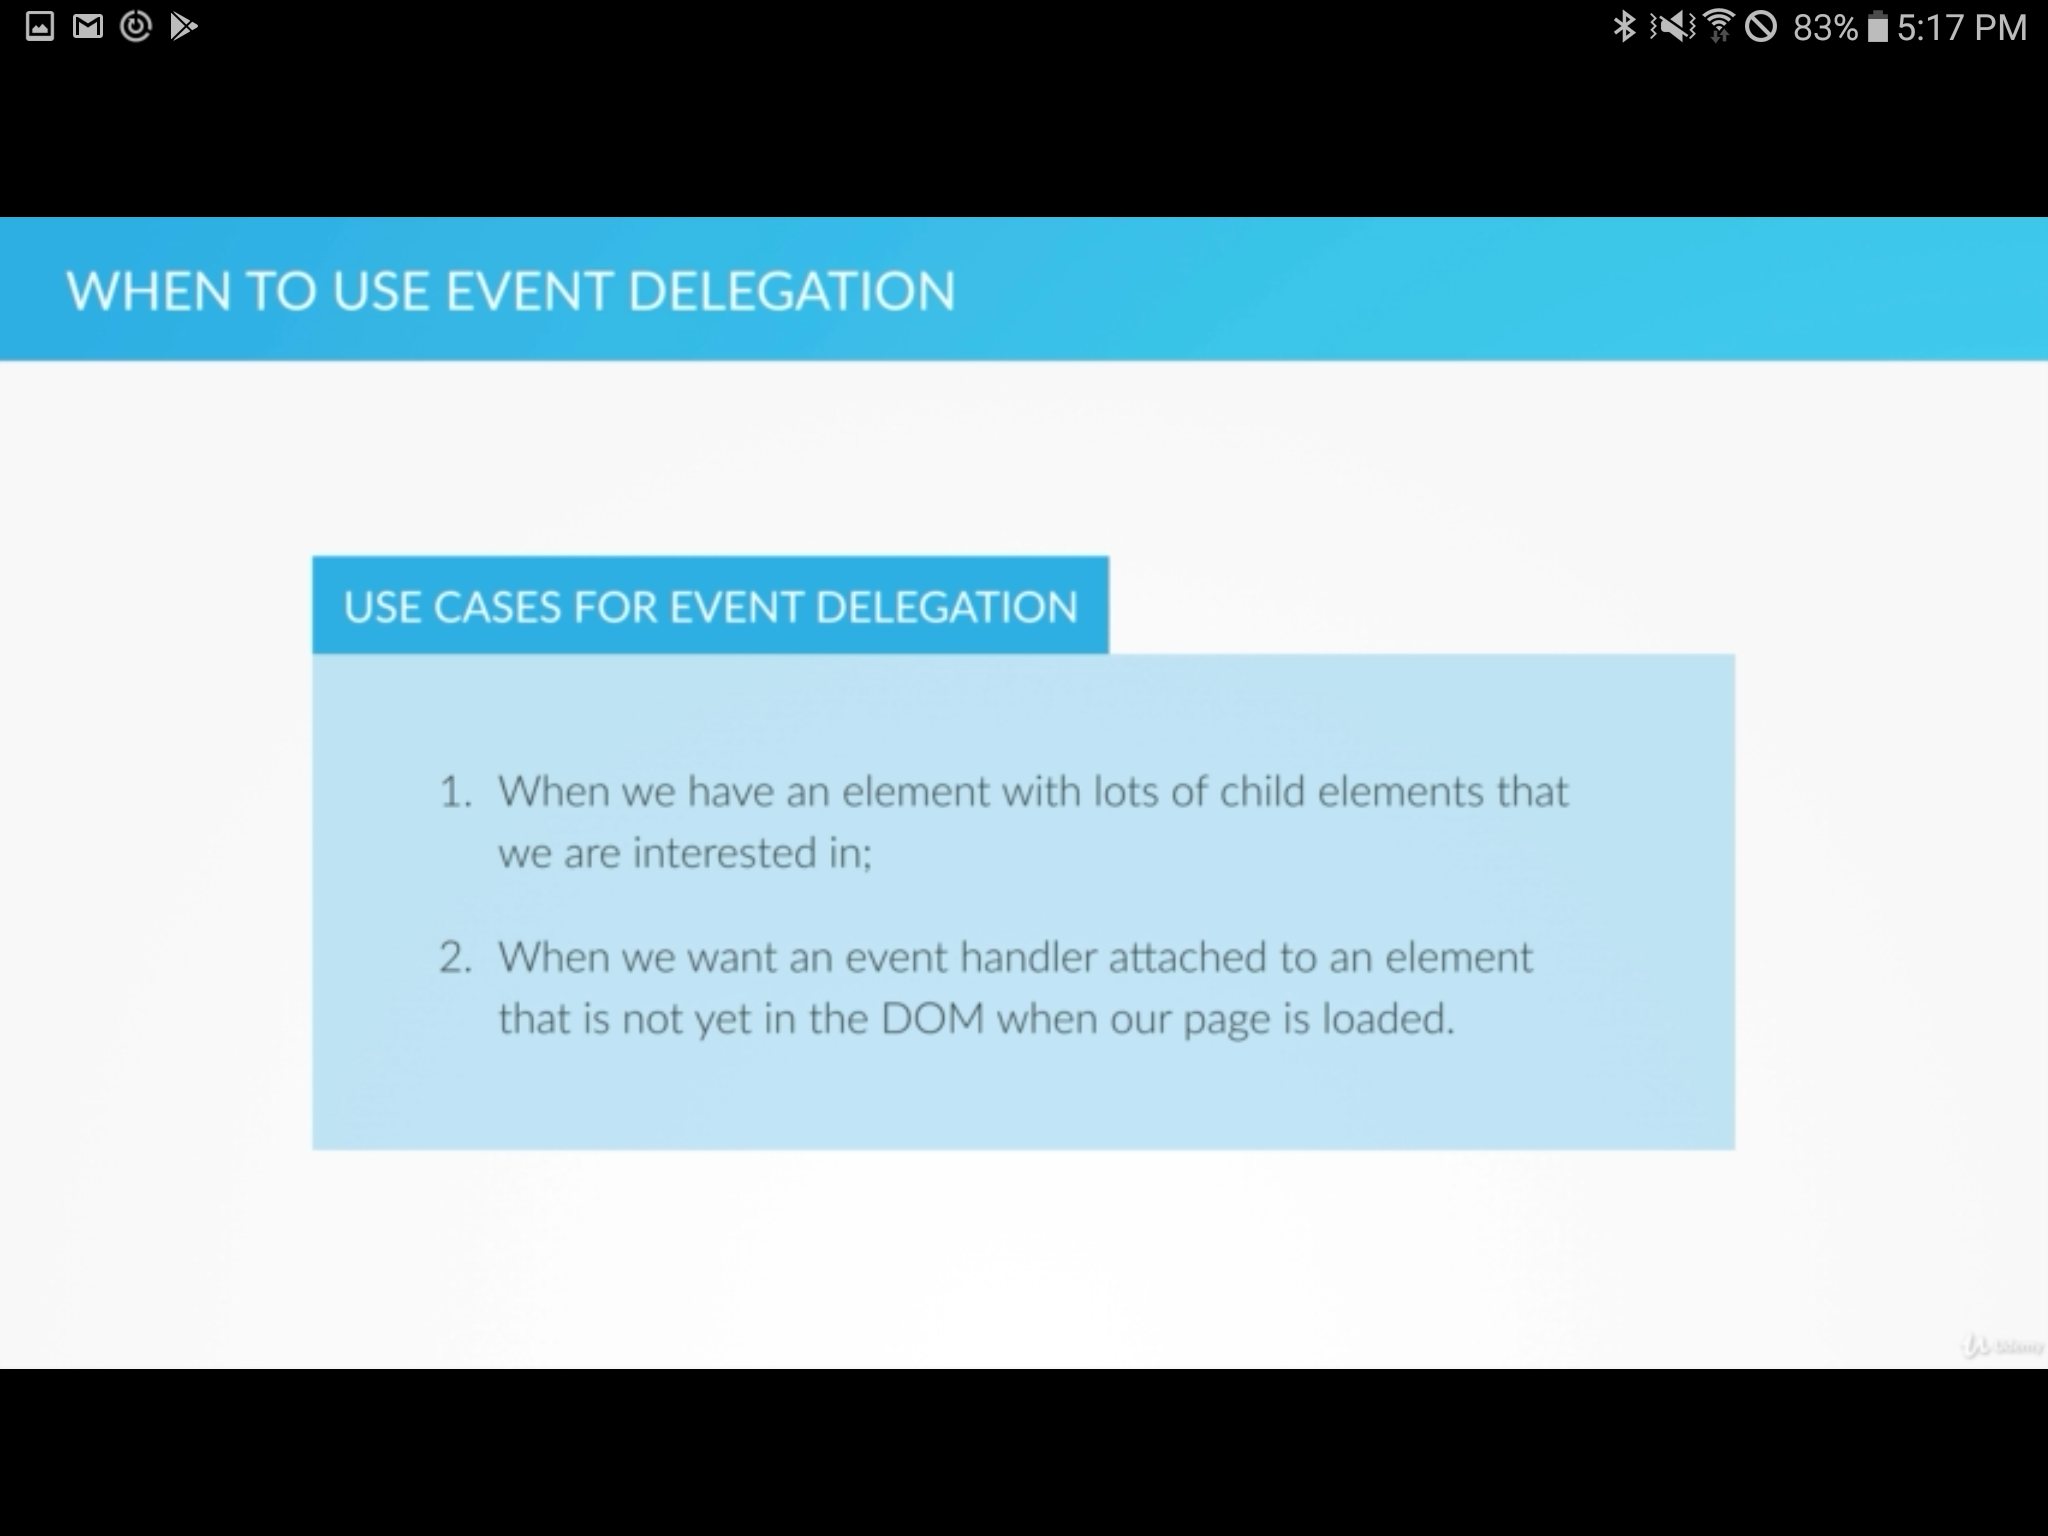 83% 5:17 PM
WHEN TO USE EVENT DELEGATION
USE CASES FOR EVENT DELEGATION
1. When we have an element with lots of child elements that
we are interested in;
2. When we want an event handler attached to an element
that is not yet in the DOM when our page is loaded.
Udemy